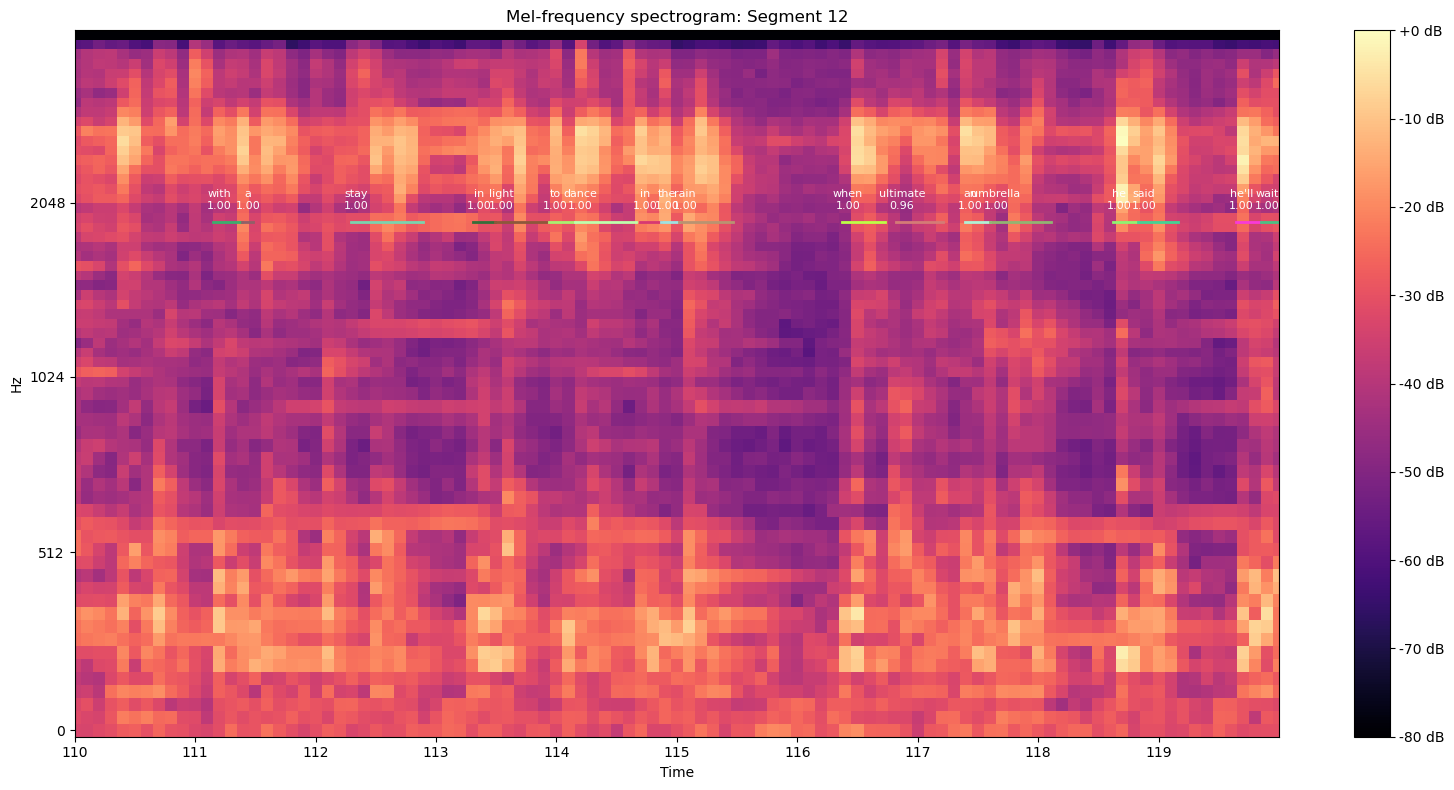 Mel-frequency spectrogram: Segment 12
+0 dB
-10 dB
-20 dB
-30 dB
-40 dB
-50 dB
-60 dB
-70 dB
-80 dB
Hz
2048
1024
512
0
with a stay in light to dance in the rain when ultimate an umbrella he said he'll wait
1.00 1.00 1.00 1.00 1.00 1.00 1.00 1.00 1.00 1.00 1.00 0.96 1.00 1.00 1.00 1.00 1.00 1.00
110 111 112 113 114 115 116 117 118 119
Time